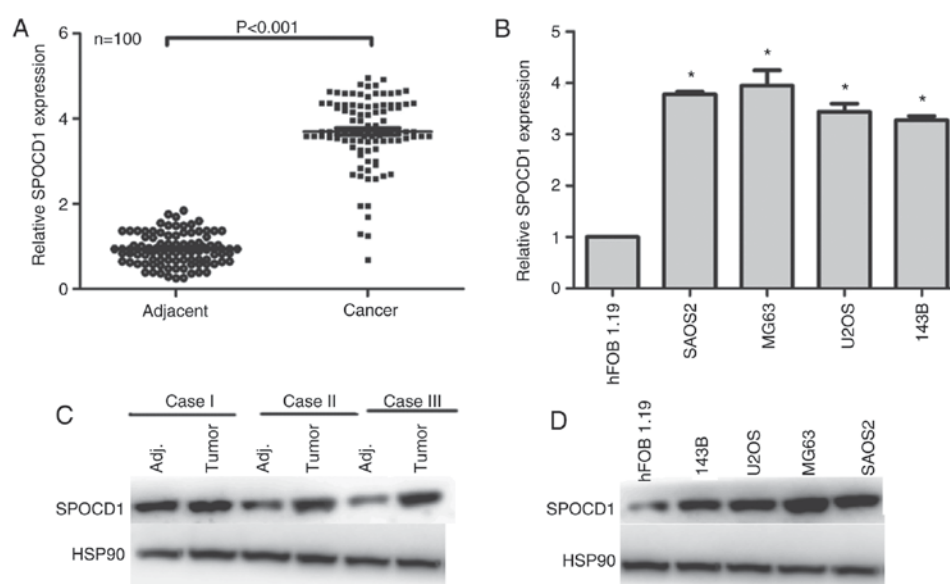 A
n=100
P<0.001
Relative SPOCD1 expression
6
4
2
0
Adjacent
Cancer
B
Relative SPOCD1 expression
5
4
3
2
1
0
*
*
*
*
hFOB 1.19
SAOS2
MG63
U2OS
143B
C
Case I
Case II
Case III
Adj.
Tumor
Adj.
Tumor
Adj.
Tumor
SPOCD1
HSP90
D
hFOB 1.19
143B
U2OS
MG63
SAOS2
SPOCD1
HSP90